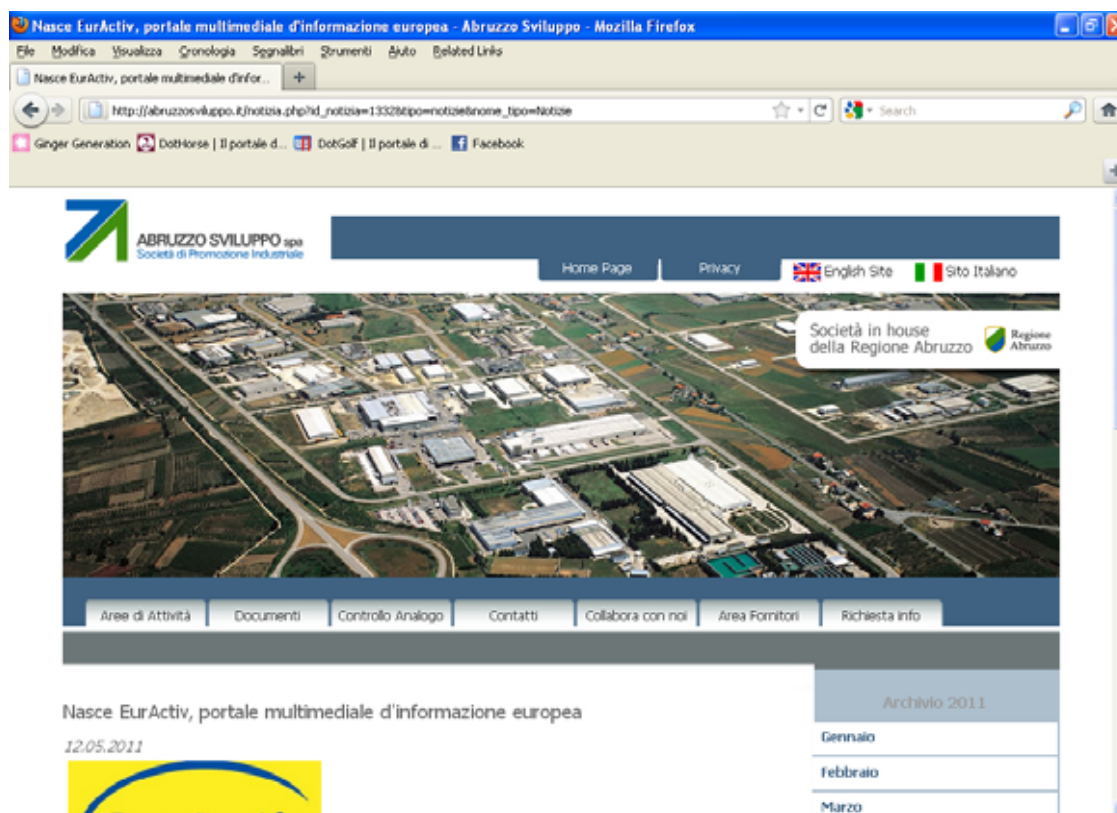 Nasce EurActiv, portale multimediale d'informazione europea - Abruzzo Sviluppo - Mozilla Firefox
File Modifica Visualizza Cronologia Segnalibri Strumenti Aiuto Related Links
Nasce EurActiv, portale multimediale d'infor... +
http://abruzzosviluppo.it/notizia.php?id_notizia=1332&tipo=notizie&nome_tipo=Notizie Search
Ginger Generation DotHorse | Il portale d... DotGolf | Il portale di ... Facebook
ABRUZZO SVILUPPO spa
Società di Promozione Industriale
Home Page Privacy English Site Sito Italiano
Società in house
della Regione Abruzzo
Regione
Abruzzo
Aree di Attività Documenti Controllo Analogo Contatti Collabora con noi Area Fornitori Richiesta info
Nasce EurActiv, portale multimediale d'informazione europea
12.05.2011
Archivio 2011
Gennaio
Febbraio
Marzo